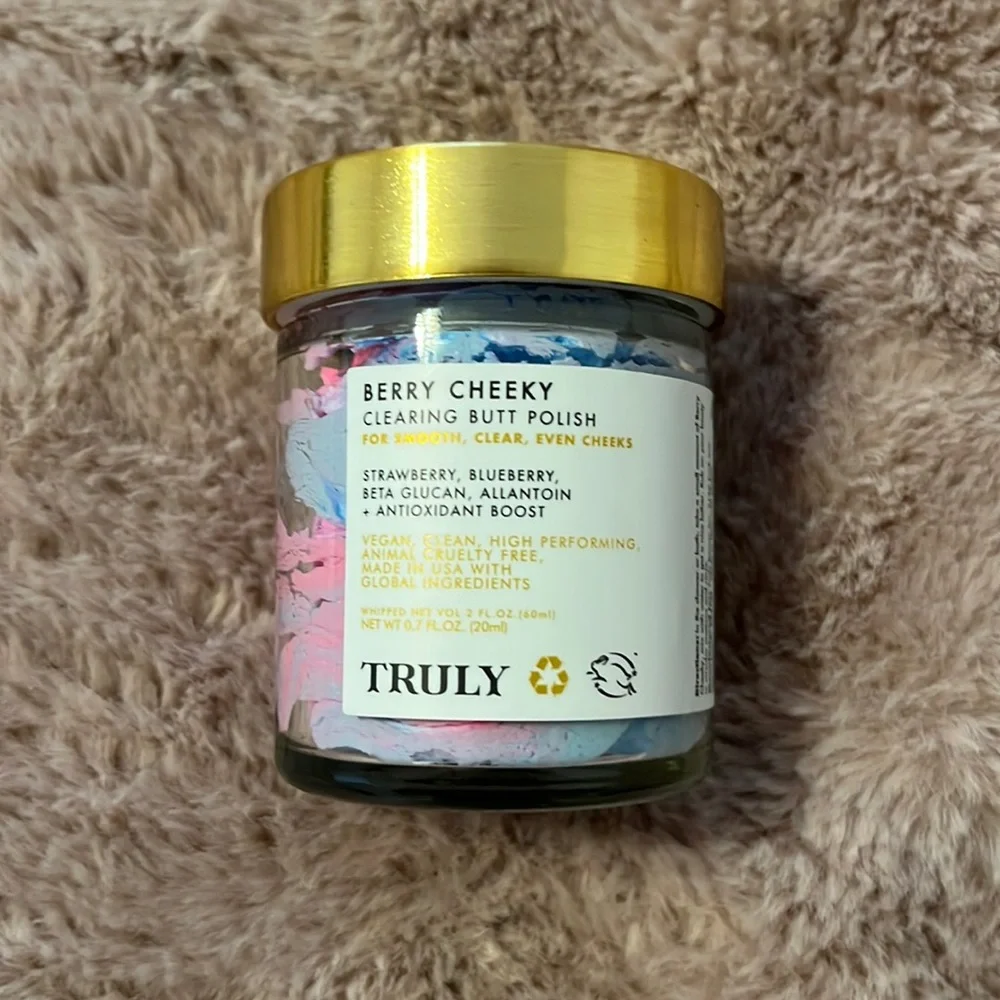 BERRY CHEEKY
CLEARING BUTT POLISH
FOR SMOOTH, CLEAR, EVEN CHEEKS
STRAWBERRY, BLUEBERRY,
BETA GLUCAN, ALLANTOIN
+ ANTIOXIDANT BOOST
VEGAN, CLEAN, HIGH PERFORMING,
ANIMAL CRUELTY FREE,
MADE IN USA WITH
GLOBAL INGREDIENTS
WHIPPED NET VOL 2 FL.OZ. (60ml)
NET WT 0.7 FL.OZ. (20ml)
TRULY